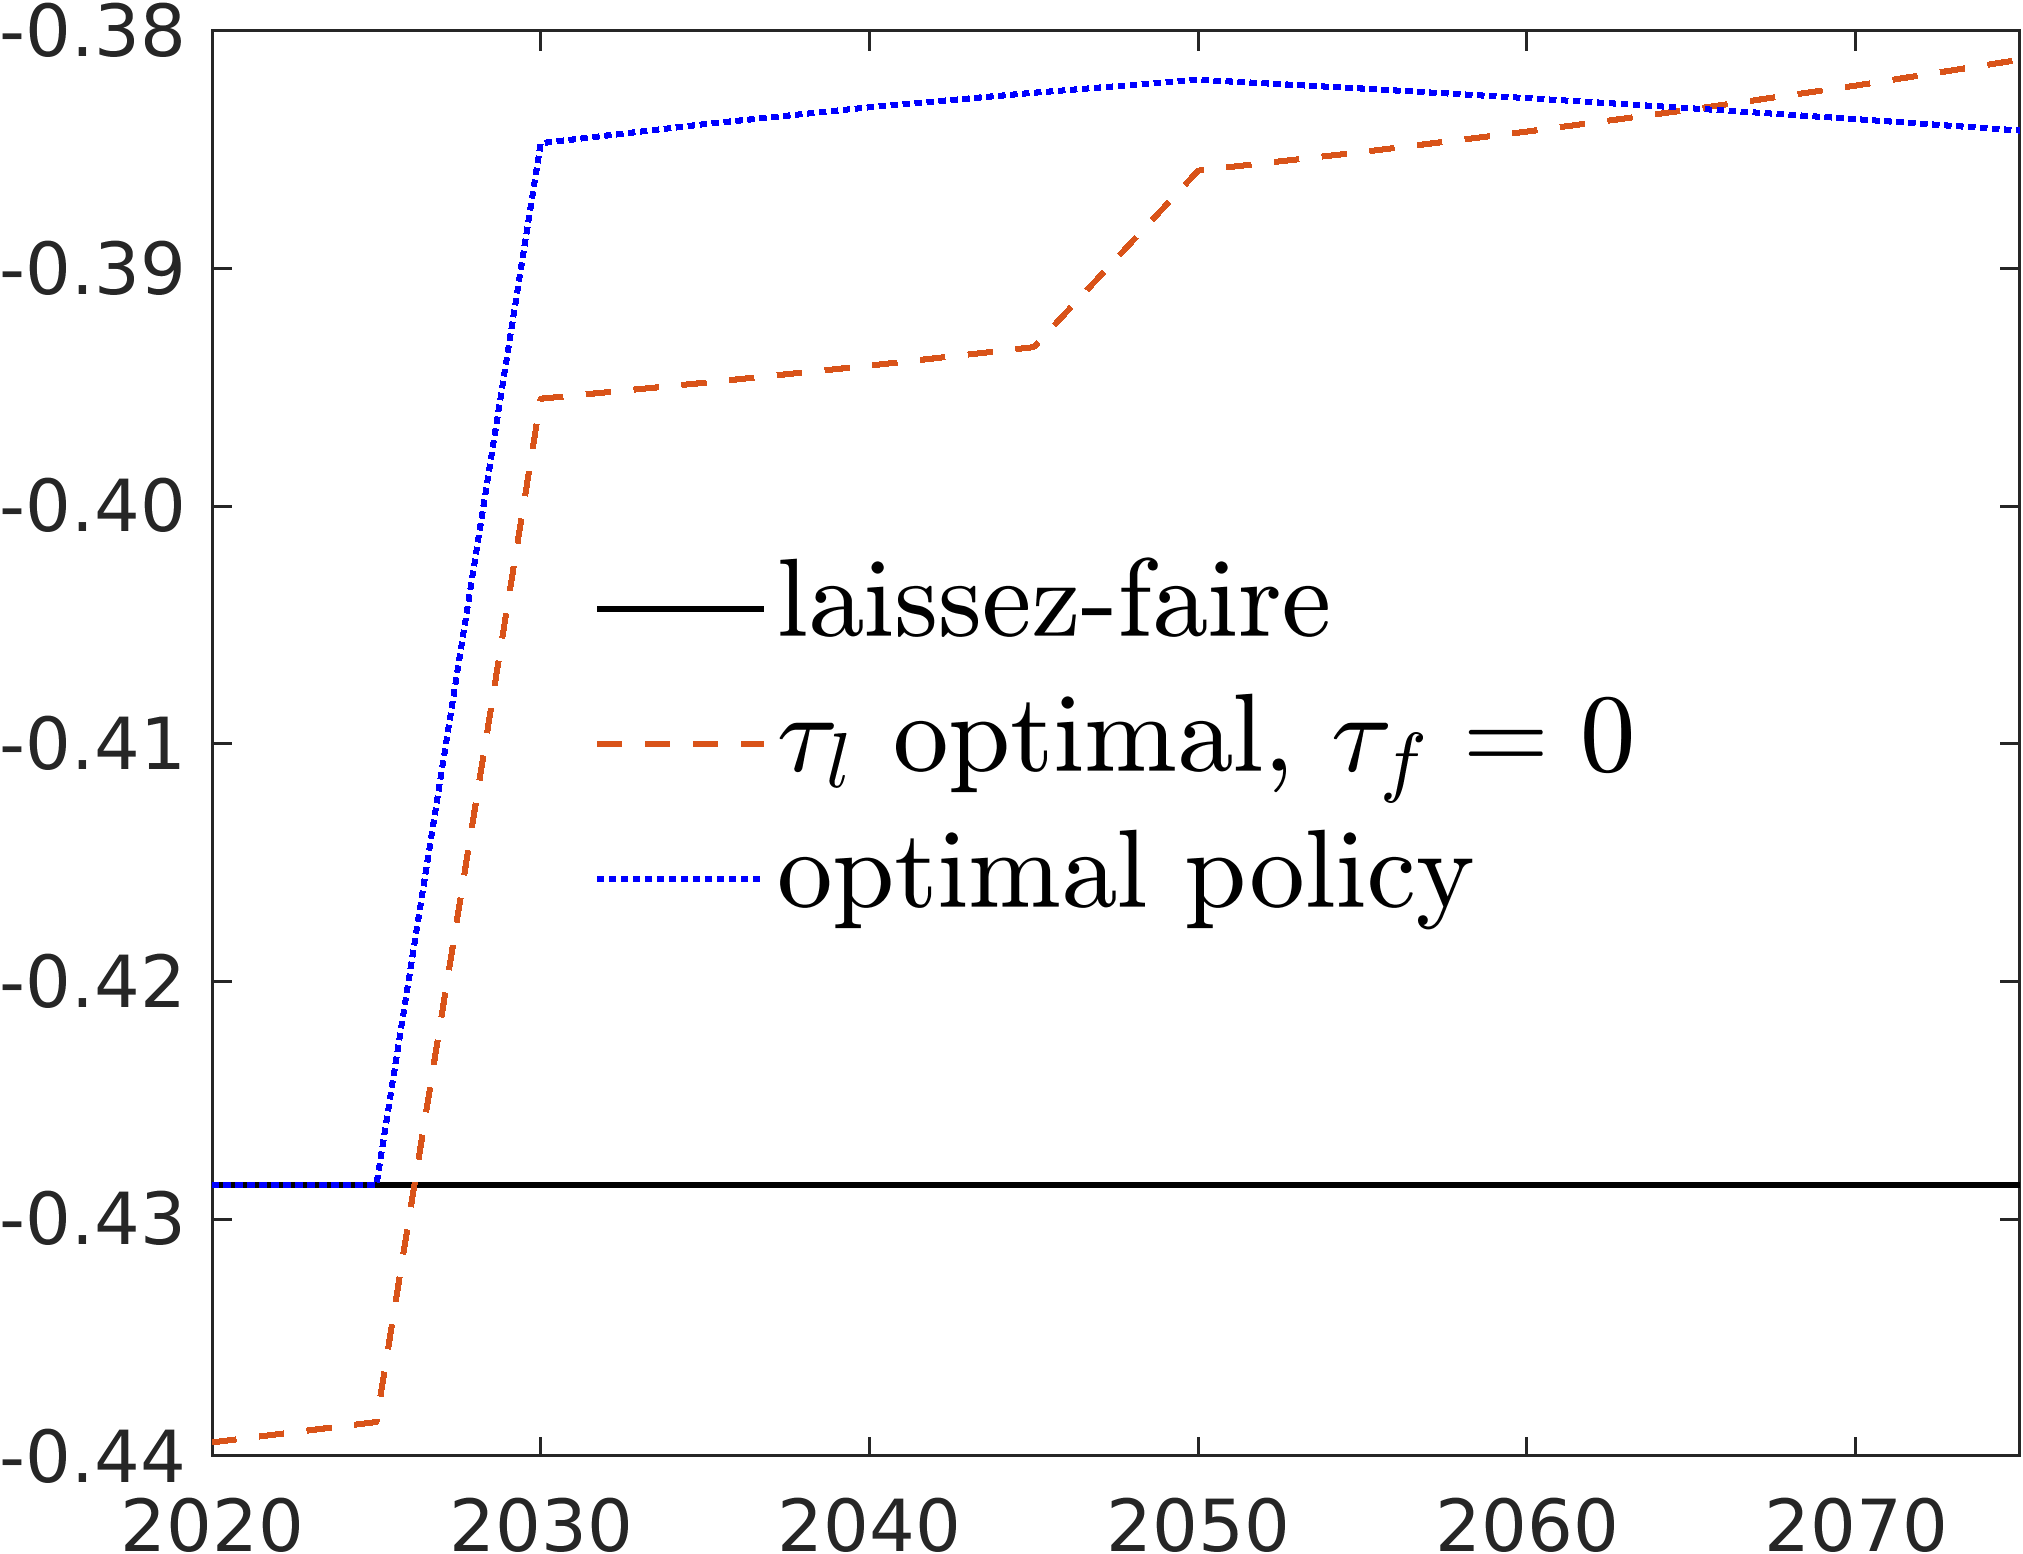 -0.38
-0.39
-0.40
-0.41
-0.42
-0.43
-0.44
laissez-faire
τ_l optimal, τ_f = 0
optimal policy
2020 2030 2040 2050 2060 2070